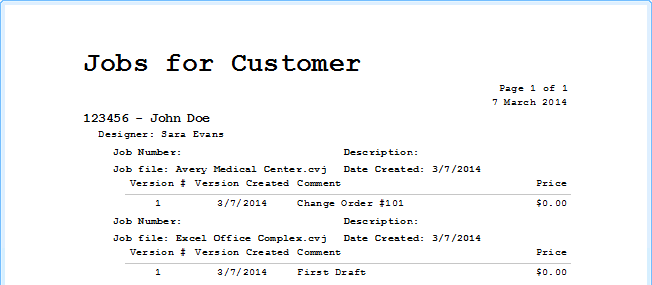 Jobs for Customer
Page 1 of 1
7 March 2014
123456 - John Doe
Designer: Sara Evans
Job Number: Description:
Job file: Avery Medical Center.cvj Date Created: 3/7/2014
Version # Version Created Comment Price
1 3/7/2014 Change Order #101 $0.00
Job Number: Description:
Job file: Excel Office Complex.cvj Date Created: 3/7/2014
Version # Version Created Comment Price
1 3/7/2014 First Draft $0.00